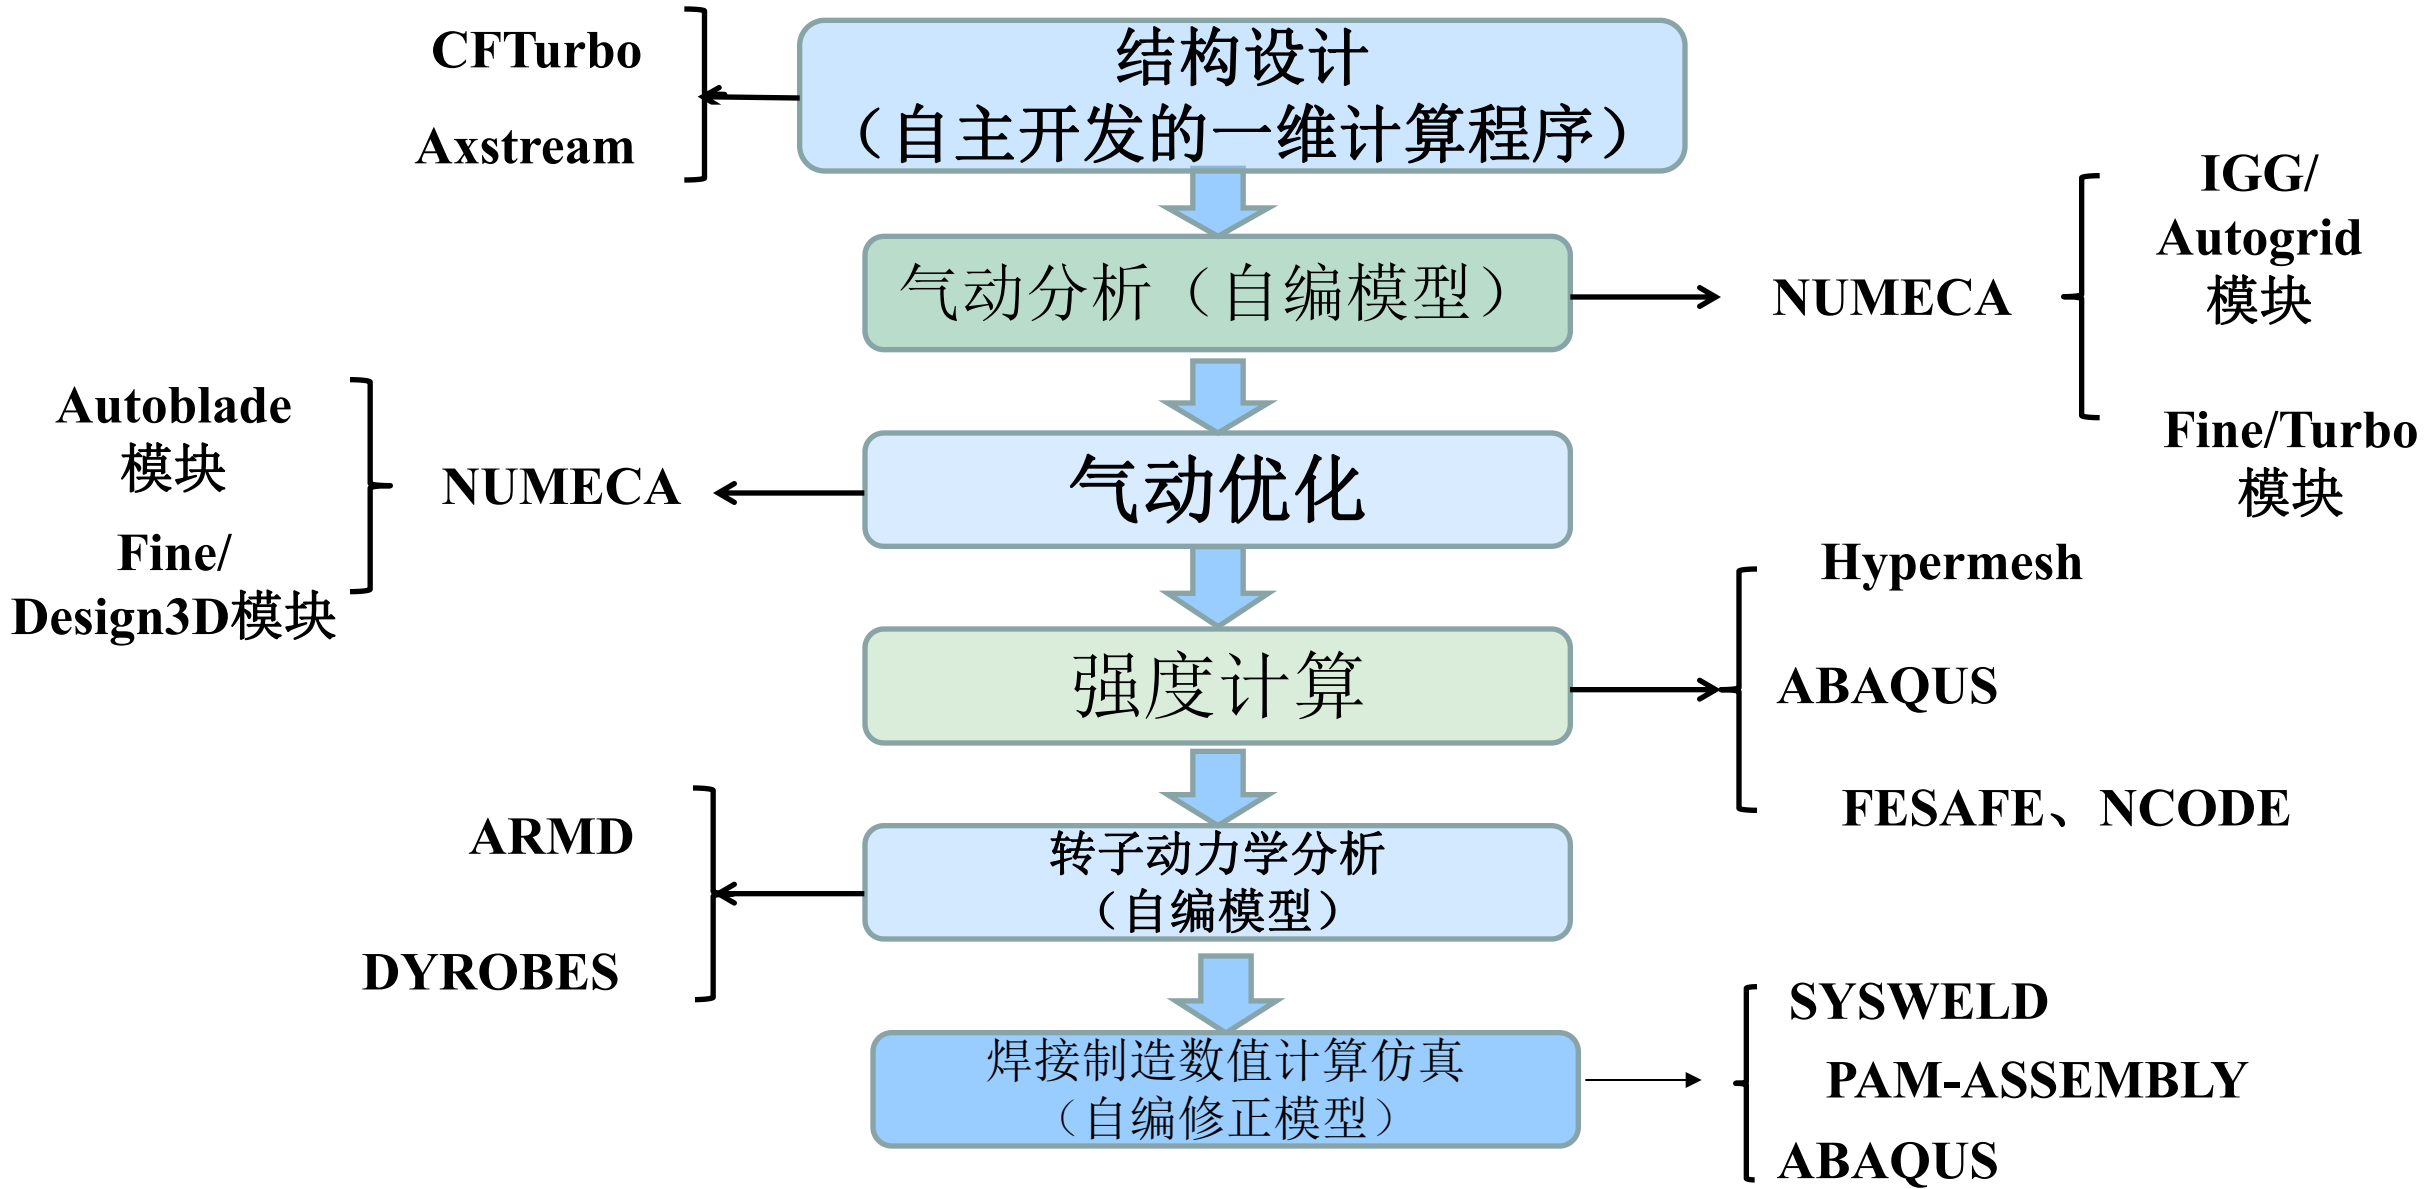 CFTurbo
Axstream
结构设计
（自主开发的一维计算程序）
气动分析（自编模型）
NUMECA
IGG/
Autogrid
模块
Fine/Turbo
模块
Autoblade
模块
Fine/
Design3D模块
NUMECA
气动优化
强度计算
Hypermesh
ABAQUS
FESAFE、NCODE
ARMD
DYROBES
转子动力学分析
（自编模型）
焊接制造数值计算仿真
（自编修正模型）
SYSWELD
PAM-ASSEMBLY
ABAQUS